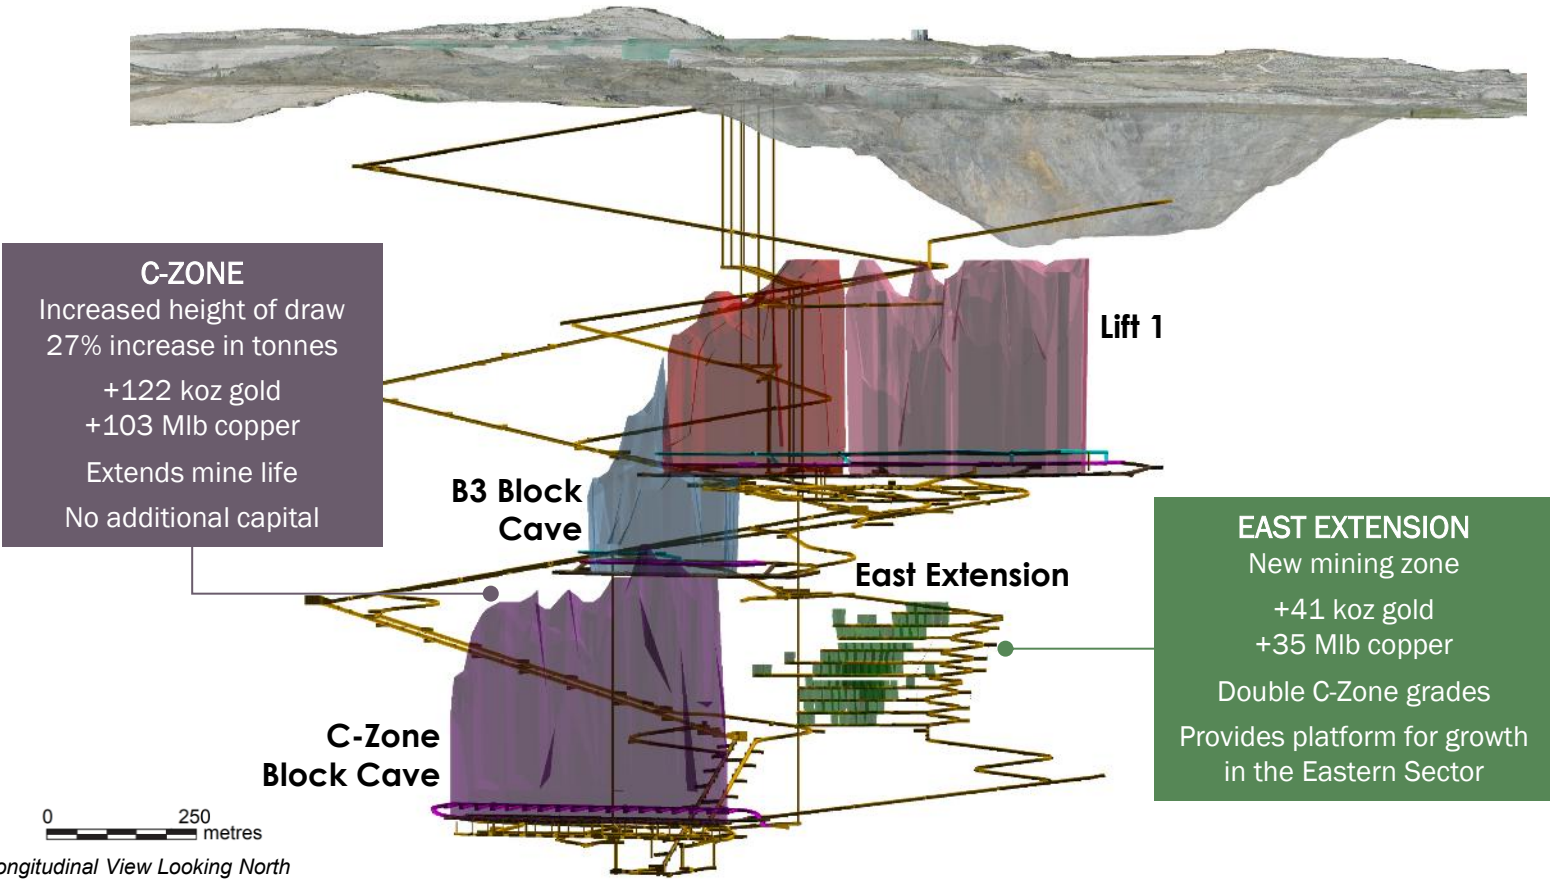 C-ZONE
Increased height of draw
27% increase in tonnes
+122 koz gold
+103 Mlb copper
Extends mine life
No additional capital
Lift 1
B3 Block
Cave
East Extension
EAST EXTENSION
New mining zone
+41 koz gold
+35 Mlb copper
Double C-Zone grades
Provides platform for growth
in the Eastern Sector
C-Zone
Block Cave
0 250
metres
ongitudinal View Looking North